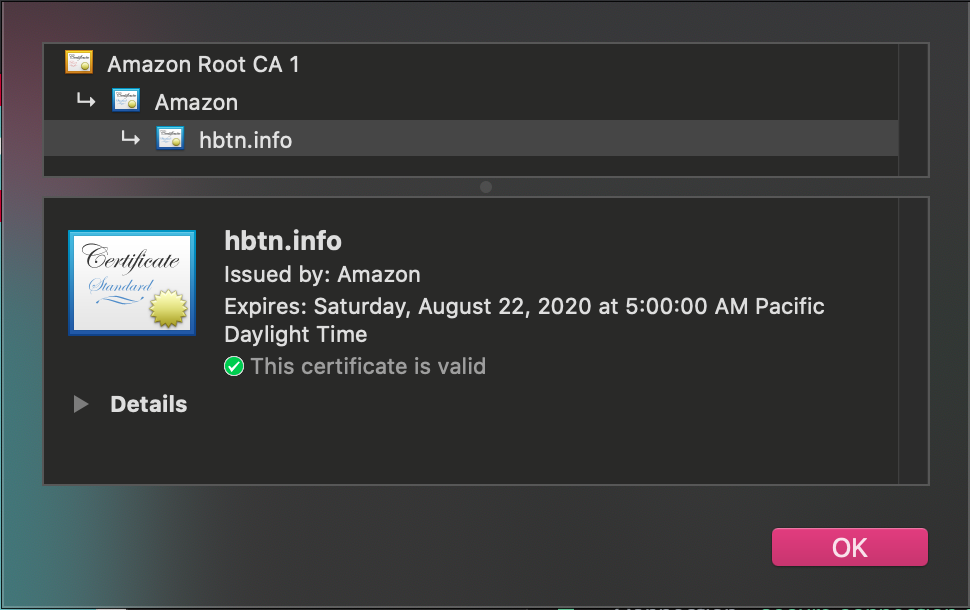 Amazon Root CA 1
Amazon
hbtn.info
Certificate
Standard
hbtn.info
Issued by: Amazon
Expires: Saturday, August 22, 2020 at 5:00:00 AM Pacific
Daylight Time
This certificate is valid
Details
OK